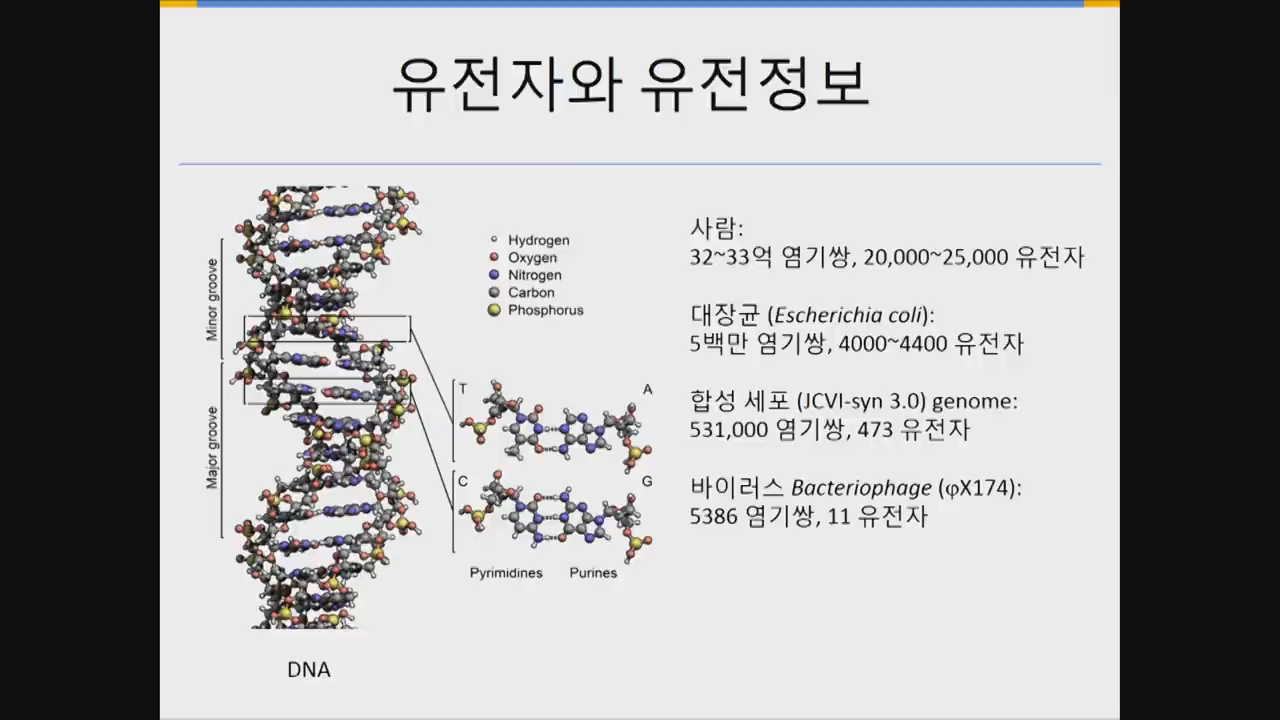 유전자와 유전정보
Minor groove
Major groove
Hydrogen
Oxygen
Nitrogen
Carbon
Phosphorus
T
A
C
G
Pyrimidines
Purines
DNA
사람:
32~33억 염기쌍, 20,000~25,000 유전자
대장균 (Escherichia coli):
5백만 염기쌍, 4000~4400 유전자
합성 세포 (JCVI-syn 3.0) genome:
531,000 염기쌍, 473 유전자
바이러스 Bacteriophage (φX174):
5386 염기쌍, 11 유전자